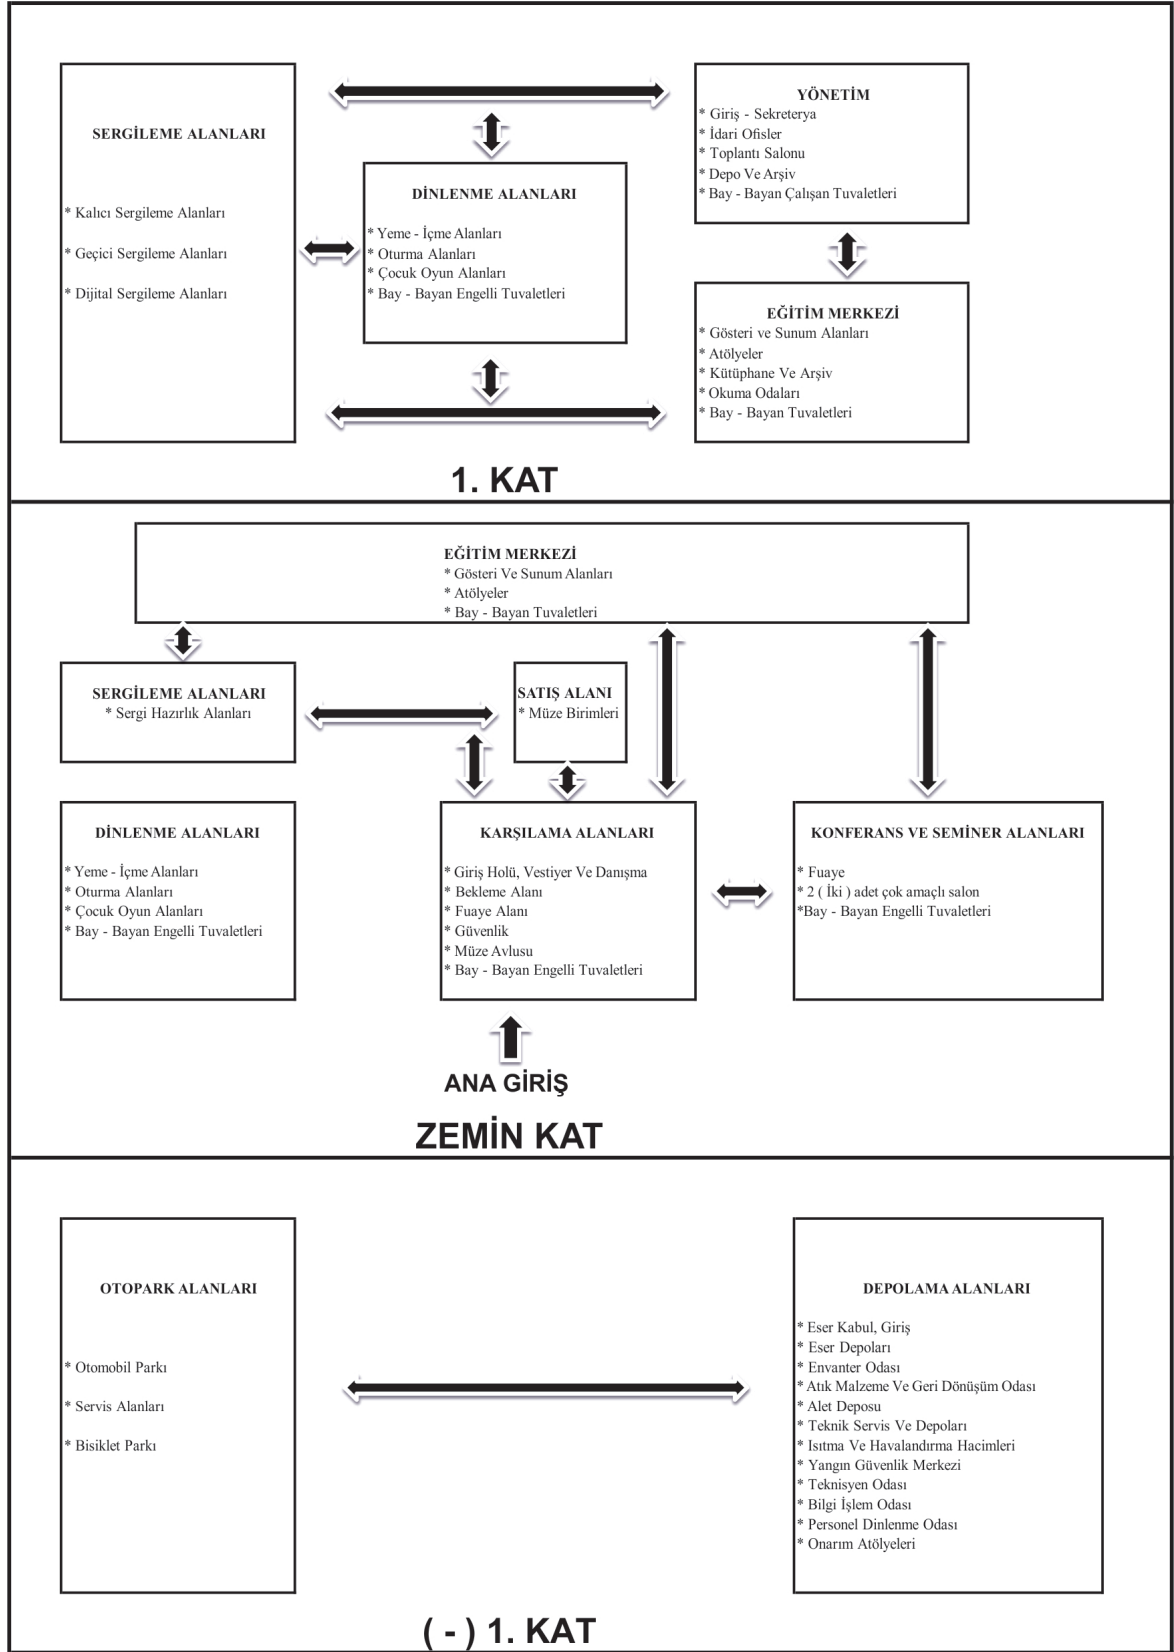 SERGİLEME ALANLARI
* Kalıcı Sergileme Alanları
* Geçici Sergileme Alanları
* Dijital Sergileme Alanları
DİNLENME ALANLARI
* Yeme - İçme Alanları
* Oturma Alanları
* Çocuk Oyun Alanları
* Bay - Bayan Engelli Tuvaletleri
YÖNETİM
* Giriş - Sekreterya
* İdari Ofisler
* Toplantı Salonu
* Depo Ve Arşiv
* Bay - Bayan Çalışan Tuvaletleri
EĞİTİM MERKEZİ
* Gösteri ve Sunum Alanları
* Atölyeler
* Kütüphane Ve Arşiv
* Okuma Odaları
* Bay - Bayan Tuvaletleri
1. KAT
EĞİTİM MERKEZİ
* Gösteri Ve Sunum Alanları
* Atölyeler
* Bay - Bayan Tuvaletleri
SERGİLEME ALANLARI
* Sergi Hazırlık Alanları
SATIŞ ALANI
* Müze Birimleri
DİNLENME ALANLARI
* Yeme - İçme Alanları
* Oturma Alanları
* Çocuk Oyun Alanları
* Bay - Bayan Engelli Tuvaletleri
KARŞILAMA ALANLARI
* Giriş Holü, Vestiyer Ve Danışma
* Bekleme Alanı
* Fuaye Alanı
* Güvenlik
* Müze Avlusu
* Bay - Bayan Engelli Tuvaletleri
KONFERANS VE SEMİNER ALANLARI
* Fuaye
* 2 ( İki ) adet çok amaçlı salon
*Bay - Bayan Engelli Tuvaletleri
ANA GİRİŞ
ZEMİN KAT
OTOPARK ALANLARI
* Otomobil Parkı
* Servis Alanları
* Bisiklet Parkı
DEPOLAMA ALANLARI
* Eser Kabul, Giriş
* Eser Depoları
* Envanter Odası
* Atık Malzeme Ve Geri Dönüşüm Odası
* Alet Deposu
* Teknik Servis Ve Depoları
* Isıtma Ve Havalandırma Hacimleri
* Yangın Güvenlik Merkezi
* Teknisyen Odası
* Bilgi İşlem Odası
* Personel Dinlenme Odası
* Onarım Atölyeleri
( - ) 1. KAT